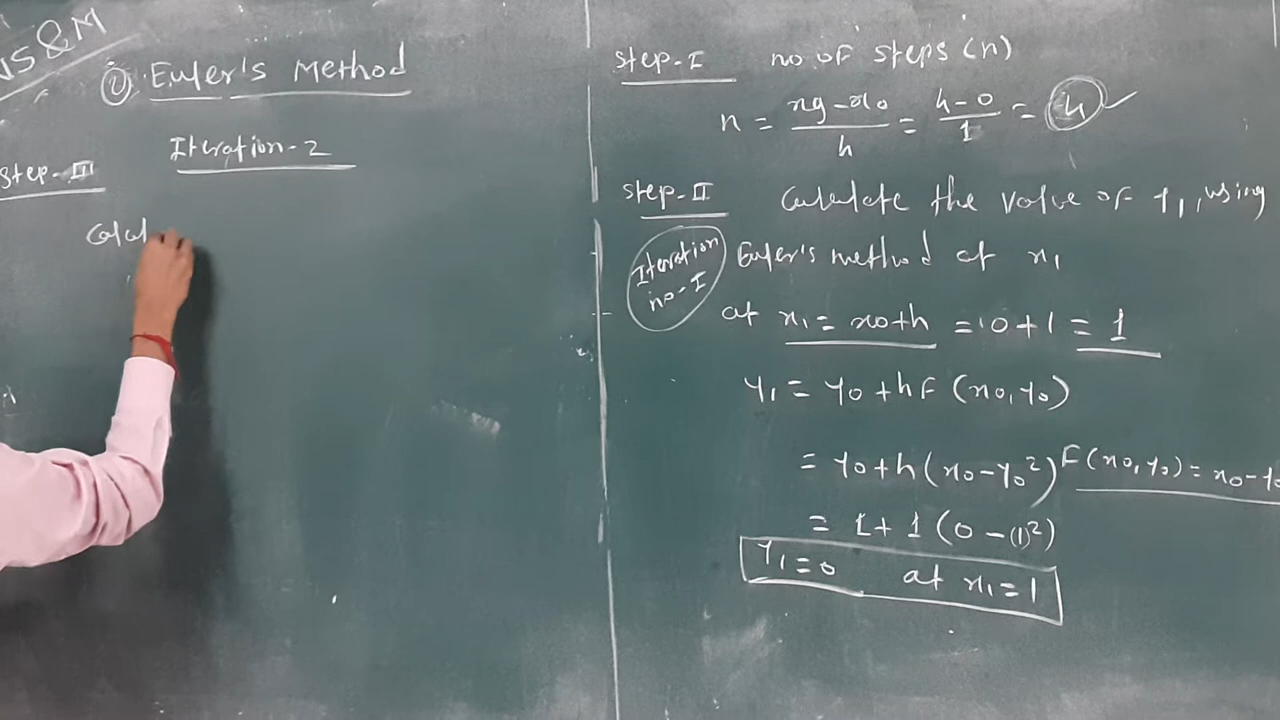 NS&M
① Euler's Method
Iteration-2
Step-III
Calcul
Step-I no. of steps (n)
n = xg-x0/h = 4-0/1 = 4 ✓
Step-II Calculate the value of Y1, using
Iteration no-I
Euler's method at x1
at x1 = x0+h = 0+1 = 1
Y1 = Y0 + hF (x0, Y0)
= Y0+h(x0-Y0²) F(x0, Y0) = x0-Y0
= 1+1 (0-(1)²)
Y1=0 at x1=1